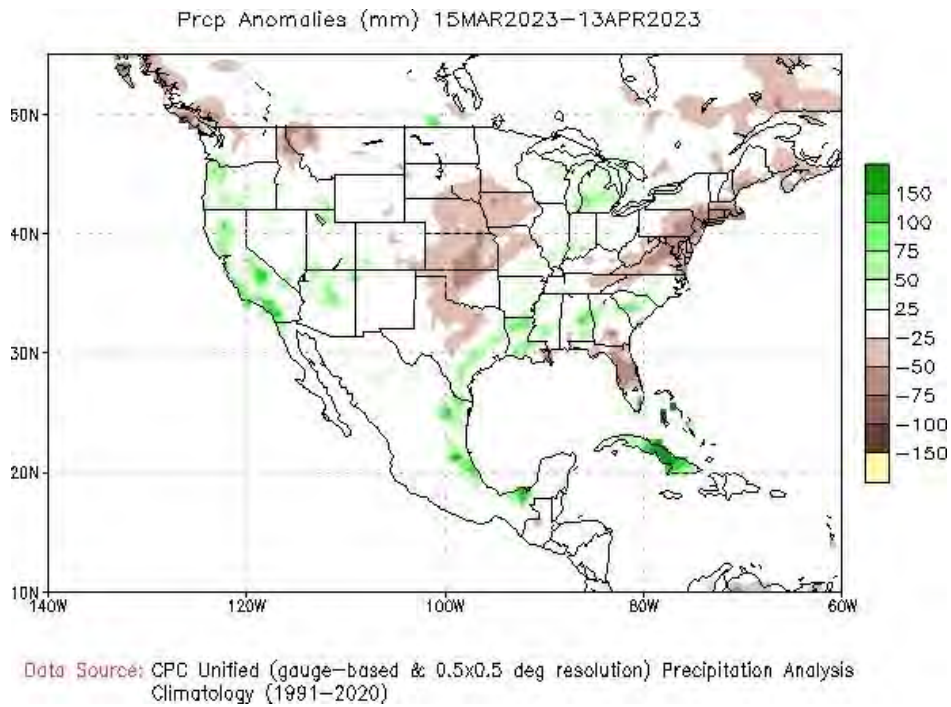 Prcp Anomalies (mm) 15MAR2023-13APR2023
50N
40N
30N
20N
10N
140W 120W 100W 80W 60W
150
100
75
50
25
-25
-50
-75
-100
-150
Data Source: CPC Unified (gauge-based & 0.5x0.5 deg resolution) Precipitation Analysis
Climatology (1991-2020)